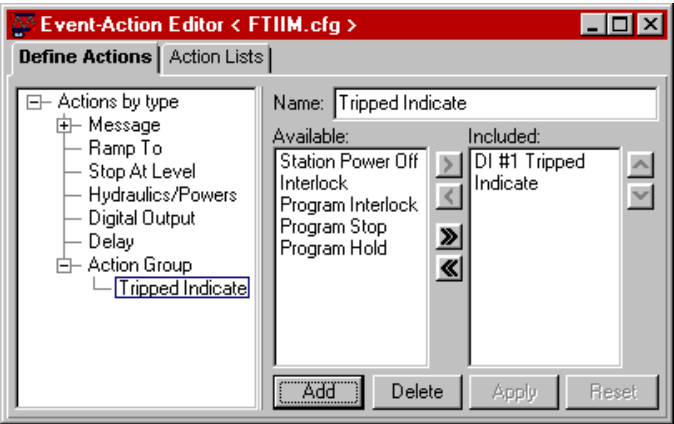 Event-Action Editor < FTIIM.cfg >
Define Actions Action Lists
Actions by type
Message
Ramp To
Stop At Level
Hydraulics/Powers
Digital Output
Delay
Action Group
Tripped Indicate
Name: Tripped Indicate
Available:
Station Power Off
Interlock
Program Interlock
Program Stop
Program Hold
Included:
DI #1 Tripped
Indicate
Add Delete Apply Reset